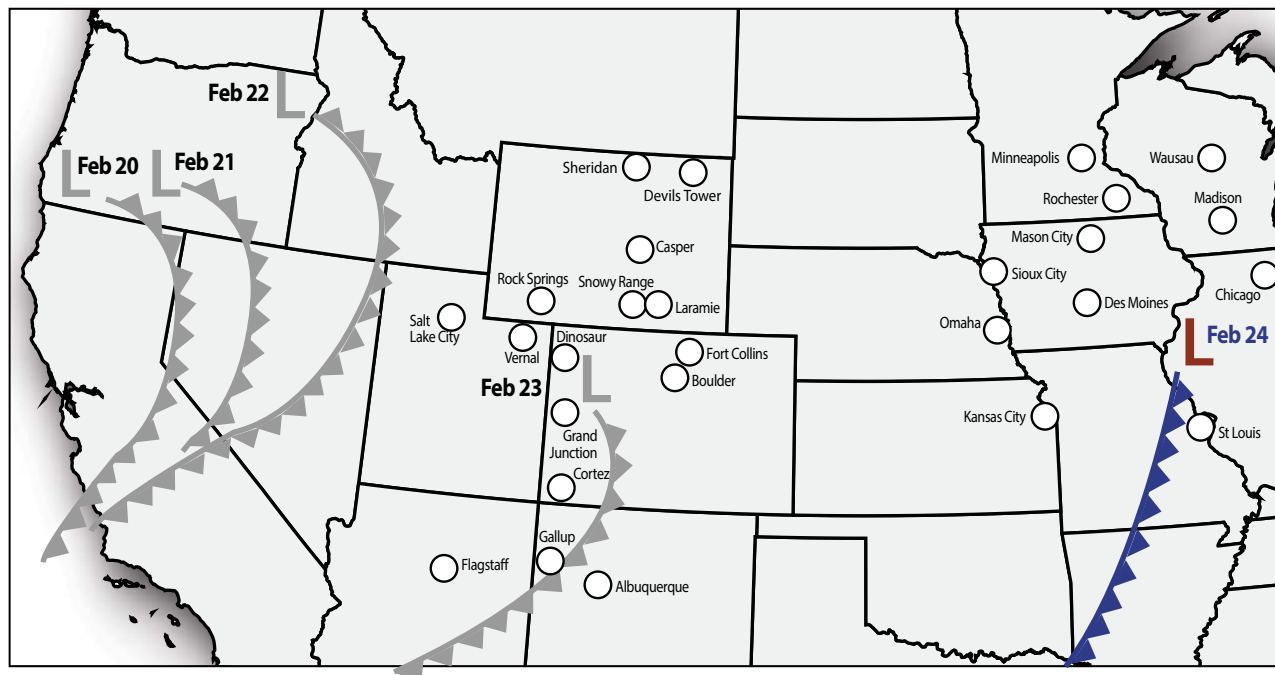 Feb 22
L
L
Feb 20
L
Feb 21
Sheridan
Devils Tower
Minneapolis
Wausau
Rochester
Madison
Casper
Mason City
Rock Springs
Snowy Range
Sioux City
Chicago
Laramie
Des Moines
Salt
Lake City
Vernal
Dinosaur
Omaha
L
Feb 24
Fort Collins
Boulder
Feb 23
L
Grand
Junction
Kansas City
St Louis
Cortez
Gallup
Flagstaff
Albuquerque